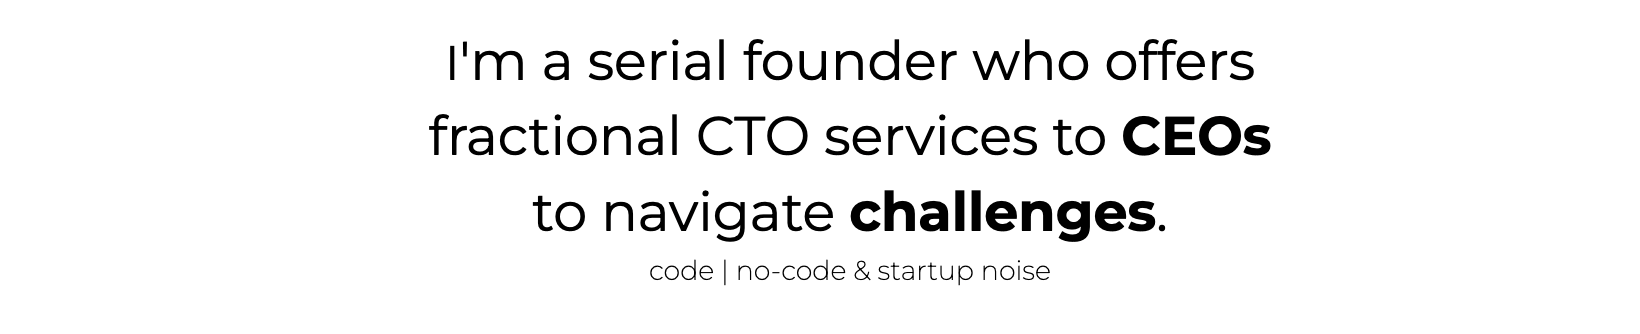 I'm a serial founder who offers
fractional CTO services to CEOs
to navigate challenges.
code | no-code & startup noise